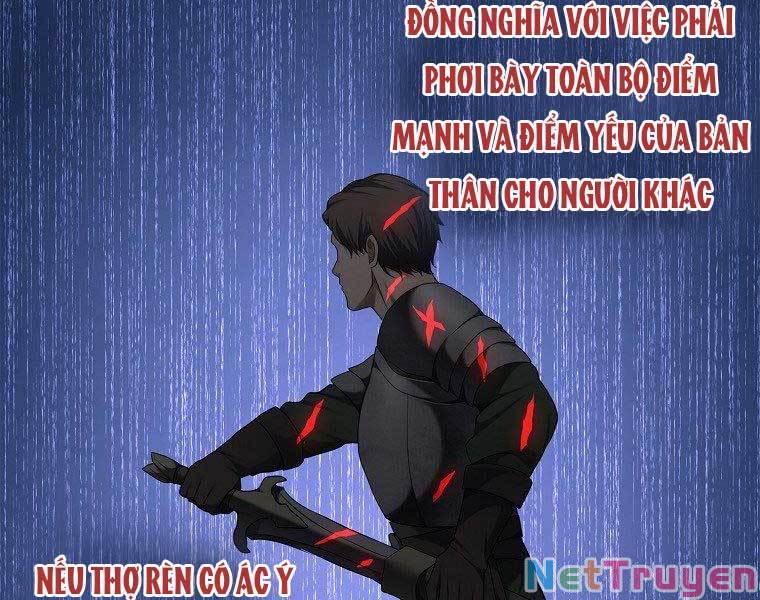 ĐỒNG NGHĨA VỚI VIỆC PHẢI
PHƠI BÀY TOÀN BỘ ĐIỂM
MẠNH VÀ ĐIỂM YẾU CỦA BẢN
THÂN CHO NGƯỜI KHÁC
NẾU THỢ RÈN CÓ ÁC Ý
NetTruyen